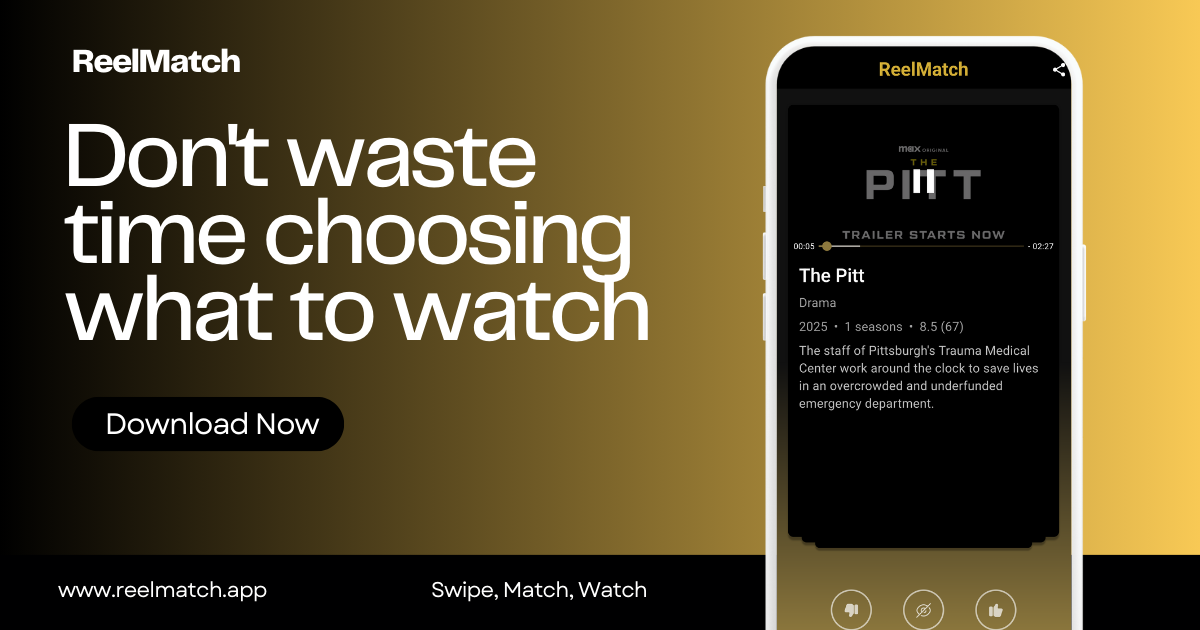 ReelMatch
Don't waste
time choosing
what to watch
Download Now
www.reelmatch.app
Swipe, Match, Watch
ReelMatch
max ORIGINAL
THE
PITT
TRAILER STARTS NOW
00:05
- 02:27
The Pitt
Drama
2025 • 1 seasons • 8.5 (67)
The staff of Pittsburgh's Trauma Medical
Center work around the clock to save lives
in an overcrowded and underfunded
emergency department.